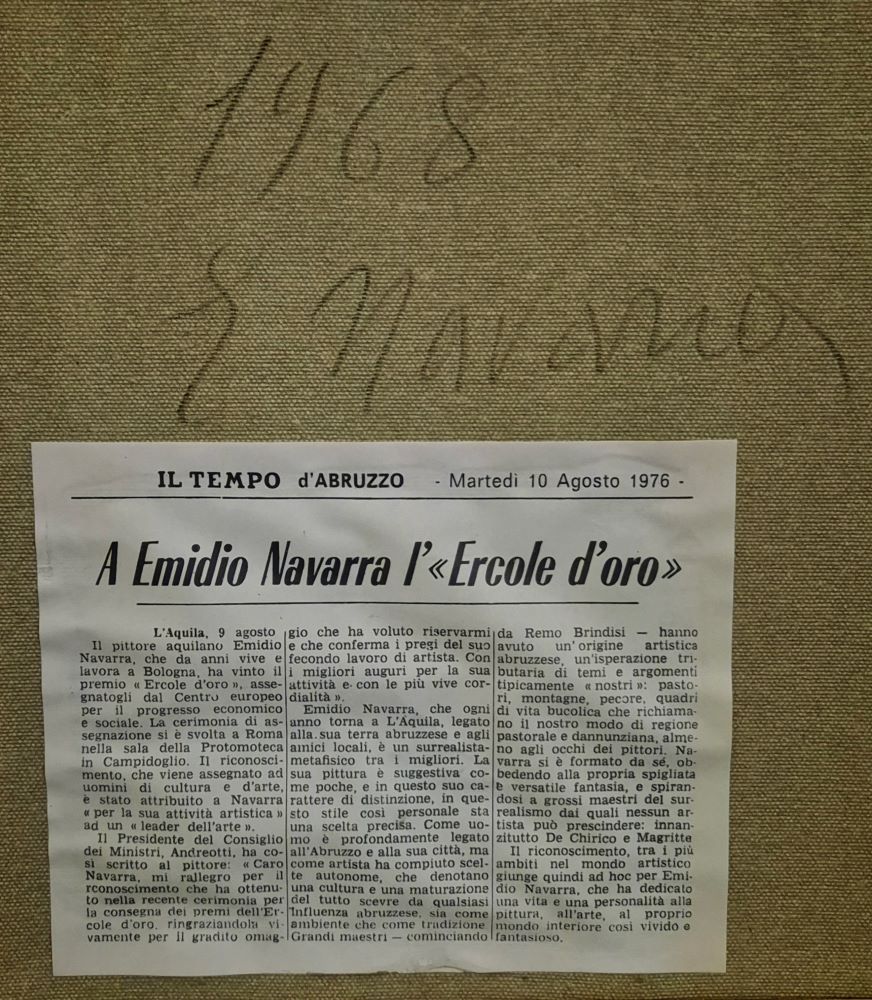 1968
E Navarra
IL TEMPO d'ABRUZZO - Martedì 10 Agosto 1976 -
A Emidio Navarra l'«Ercole d'oro»
L'Aquila, 9 agosto
Il pittore aquilano Emidio
Navarra, che da anni vive e
lavora a Bologna, ha vinto il
premio « Ercole d'oro », asse-
gnatogli dal Centro europeo
per il progresso economico
e sociale. La cerimonia di as-
segnazione si è svolta a Roma
nella sala della Protomoteca
in Campidoglio. Il riconosci-
mento, che viene assegnato ad
uomini di cultura e d'arte,
è stato attribuito a Navarra
« per la sua attività artistica »
ad un « leader dell'arte ».
Il Presidente del Consiglio
dei Ministri, Andreotti, ha co-
sì scritto al pittore: « Caro
Navarra, mi rallegro per il
rconoscimento che ha ottenu-
to nella recente cerimonia per
la consegna dei premi dell'Er-
cole d'oro, ringraziandola vi-
vamente per il gradito omag-
gio che ha voluto riservarmi
e che conferma i pregi del suo
fecondo lavoro di artista. Con
i migliori auguri per la sua
attività e con le più vive cor-
dialità ».
Emidio Navarra, che ogni
anno torna a L'Aquila, legato
alla sua terra abruzzese e agli
amici locali, è un surrealista-
metafisico tra i migliori. La
sua pittura è suggestiva co-
me poche, e in questo suo ca-
rattere di distinzione, in que-
sto stile così personale sta
una scelta precisa. Come uo-
mo è profondamente legato
all'Abruzzo e alla sua città, ma
come artista ha compiuto scel-
te autonome, che denotano
una cultura e una maturazione
del tutto scevre da qualsiasi
influenza abruzzese, sia come
ambiente che come tradizione.
Grandi maestri — cominciando
da Remo Brindisi — hanno
avuto un'origine artistica
abruzzese, un'isperazione tri-
butaria di temi e argomenti
tipicamente « nostri »: pasto-
ri, montagne, pecore, quadri
di vita bucolica che richiama-
no il nostro modo di regione
pastorale e dannunziana, alme-
no agli occhi dei pittori. Na-
varra si è formato da sé, ob-
bedendo alla propria spigliata
e versatile fantasia, e spiran-
dosi a grossi maestri del sur-
realismo dai quali nessun ar-
tista può prescindere: innan-
zitutto De Chirico e Magritte
Il riconoscimento, tra i più
ambiti nel mondo artistico
giunge quindi ad hoc per Emi-
dio Navarra, che ha dedicato
una vita e una personalità alla
pittura, all'arte, al proprio
mondo interiore così vivido e
fantasioso.